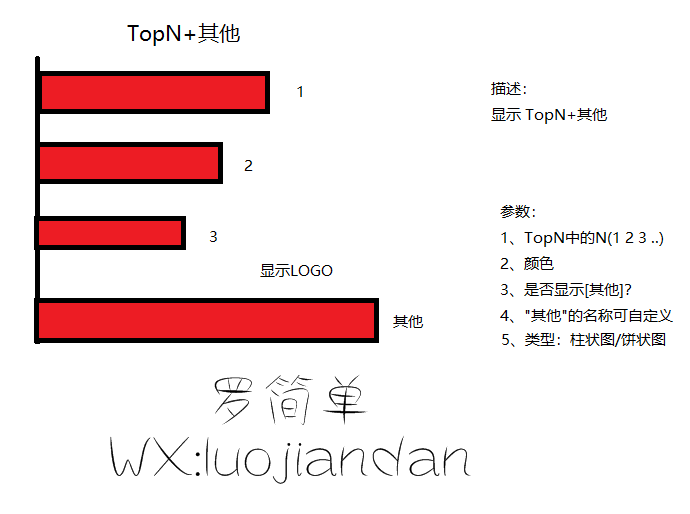 TopN+其他
1
2
3
显示LOGO
其他
描述：
显示 TopN+其他
参数：
1、TopN中的N(1 2 3 ..)
2、颜色
3、是否显示[其他]？
4、"其他"的名称可自定义
5、类型：柱状图/饼状图
罗简单
WX:luojiandan